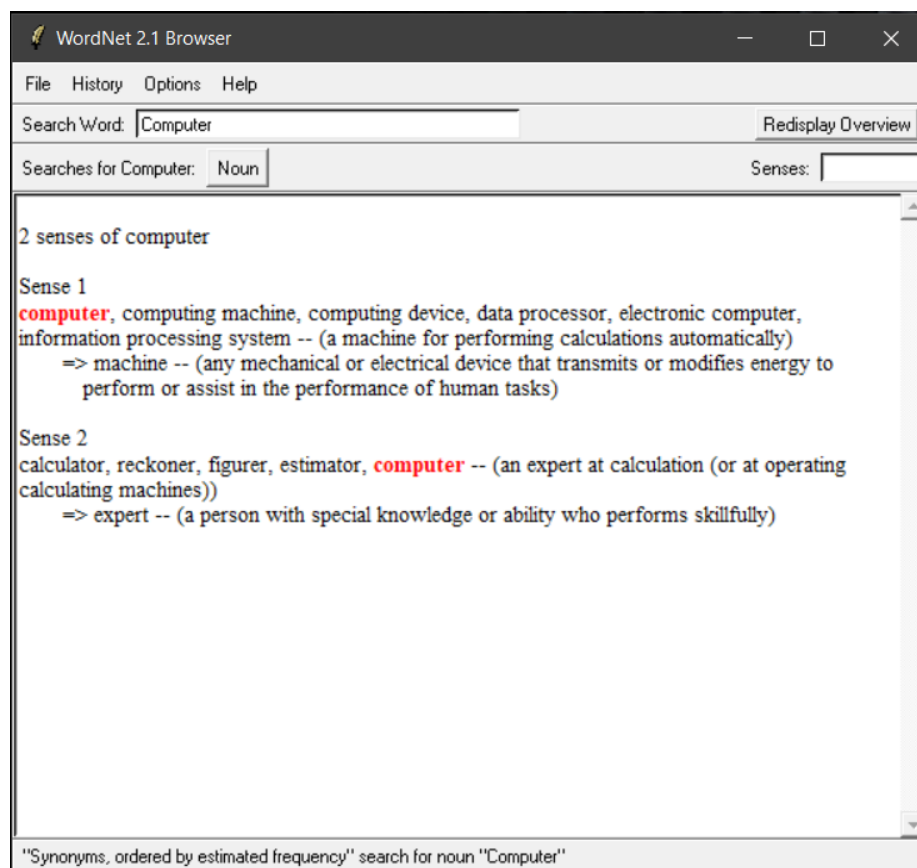 WordNet 2.1 Browser
File History Options Help
Search Word: Computer Redisplay Overview
Searches for Computer: Noun Senses:
2 senses of computer
Sense 1
computer, computing machine, computing device, data processor, electronic computer,
information processing system -- (a machine for performing calculations automatically)
=> machine -- (any mechanical or electrical device that transmits or modifies energy to
perform or assist in the performance of human tasks)
Sense 2
calculator, reckoner, figurer, estimator, computer -- (an expert at calculation (or at operating
calculating machines))
=> expert -- (a person with special knowledge or ability who performs skillfully)
"Synonyms, ordered by estimated frequency" search for noun "Computer"